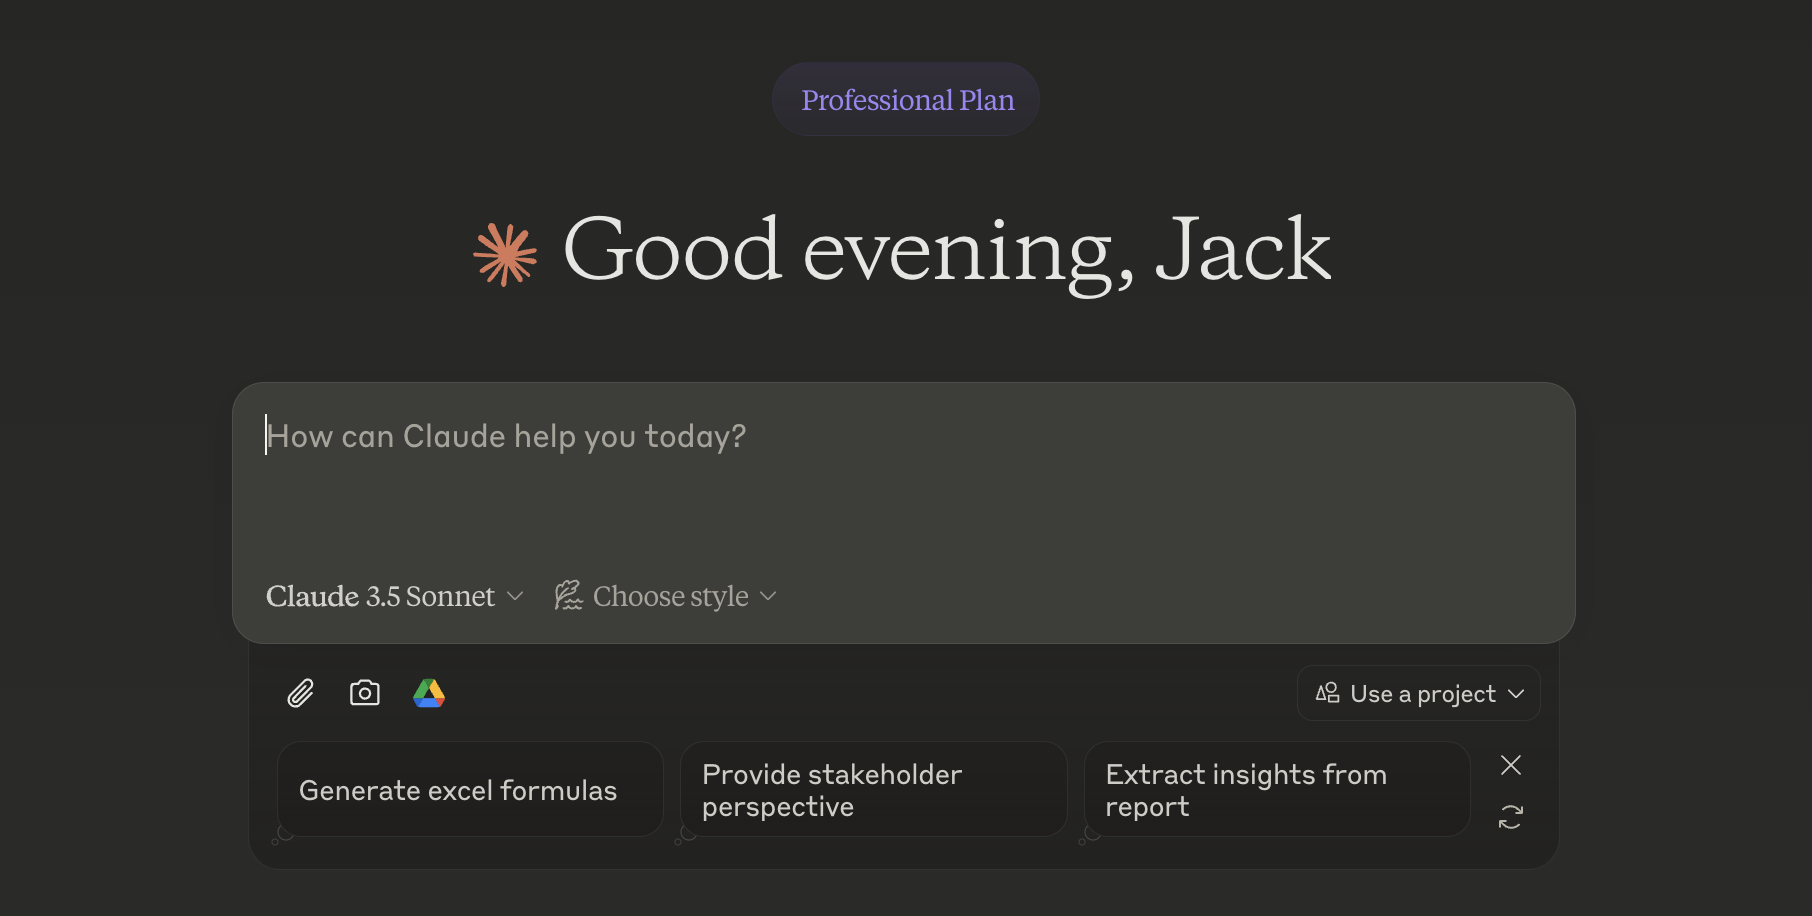 Professional Plan
Good evening, Jack
How can Claude help you today?
Claude 3.5 Sonnet
Choose style
Use a project
Generate excel formulas
Provide stakeholder
perspective
Extract insights from
report